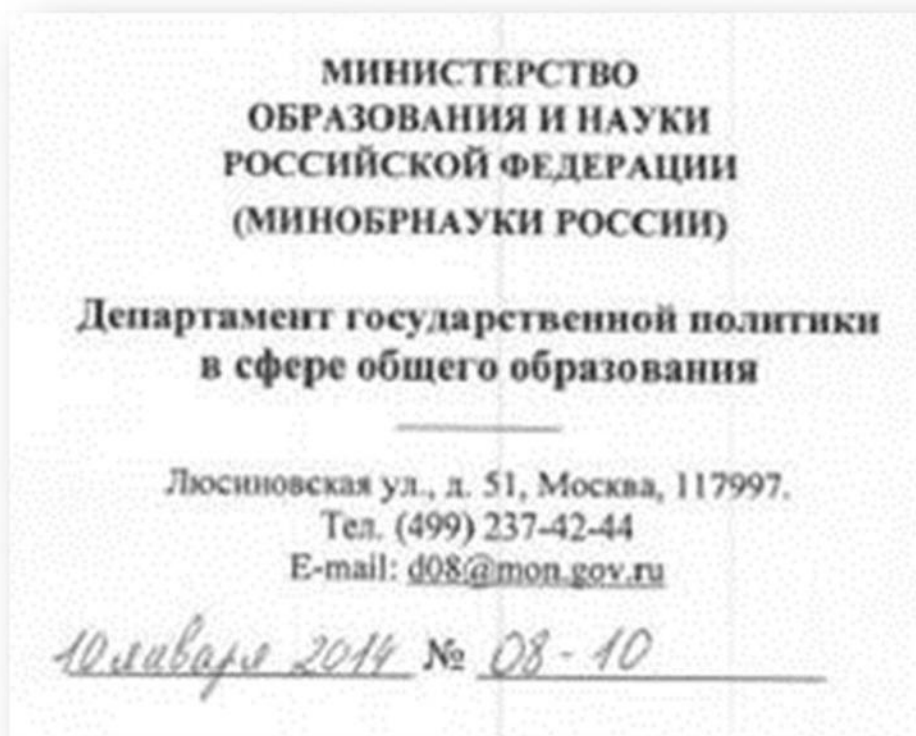 МИНИСТЕРСТВО
ОБРАЗОВАНИЯ И НАУКИ
РОССИЙСКОЙ ФЕДЕРАЦИИ
(МИНОБРНАУКИ РОССИИ)
Департамент государственной политики
в сфере общего образования
Люсиновская ул., д. 51, Москва, 117997.
Тел. (499) 237-42-44
E-mail: d08@mon.gov.ru
10 января 2014 № 08-10